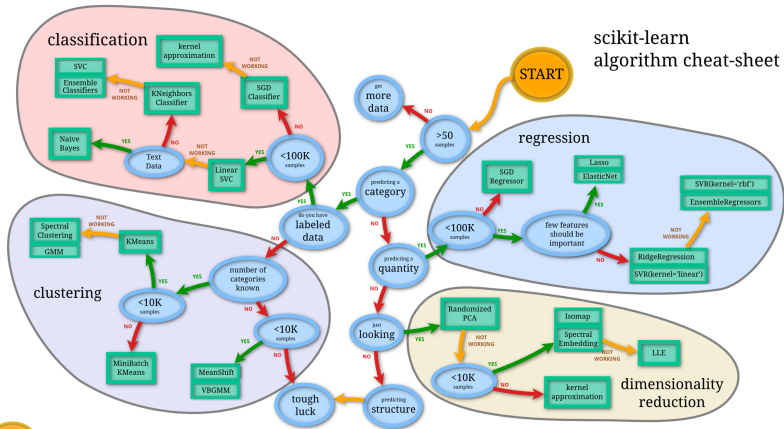 scikit-learn
algorithm cheat-sheet
START
classification
kernel
approximation
NOT
WORKING
SVC
Ensemble
Classifiers
NOT
WORKING
KNeighbors
Classifier
SGD
Classifier
NO
NO
Naive
Bayes
YES
Text
Data
NOT
WORKING
Linear
SVC
YES
<100K
samples
YES
get
more
data
NO
>50
samples
YES
predicting a
category
YES
NO
do you have
labeled
data
NO
predicting a
quantity
YES
NO
just
looking
YES
NO
predicting
structure
tough
luck
regression
SGD
Regressor
NO
<100K
samples
YES
Lasso
ElasticNet
YES
few features
should be
important
NO
SVR(kernel='rbf')
EnsembleRegressors
NOT
WORKING
RidgeRegression
SVR(kernel='linear')
clustering
Spectral
Clustering
GMM
NOT
WORKING
KMeans
YES
<10K
samples
NO
MiniBatch
KMeans
YES
number of
categories
known
NO
<10K
samples
YES
NO
MeanShift
VBGMM
dimensionality
reduction
Randomized
PCA
NOT
WORKING
<10K
samples
YES
NO
Isomap
Spectral
Embedding
NOT
WORKING
LLE
kernel
approximation